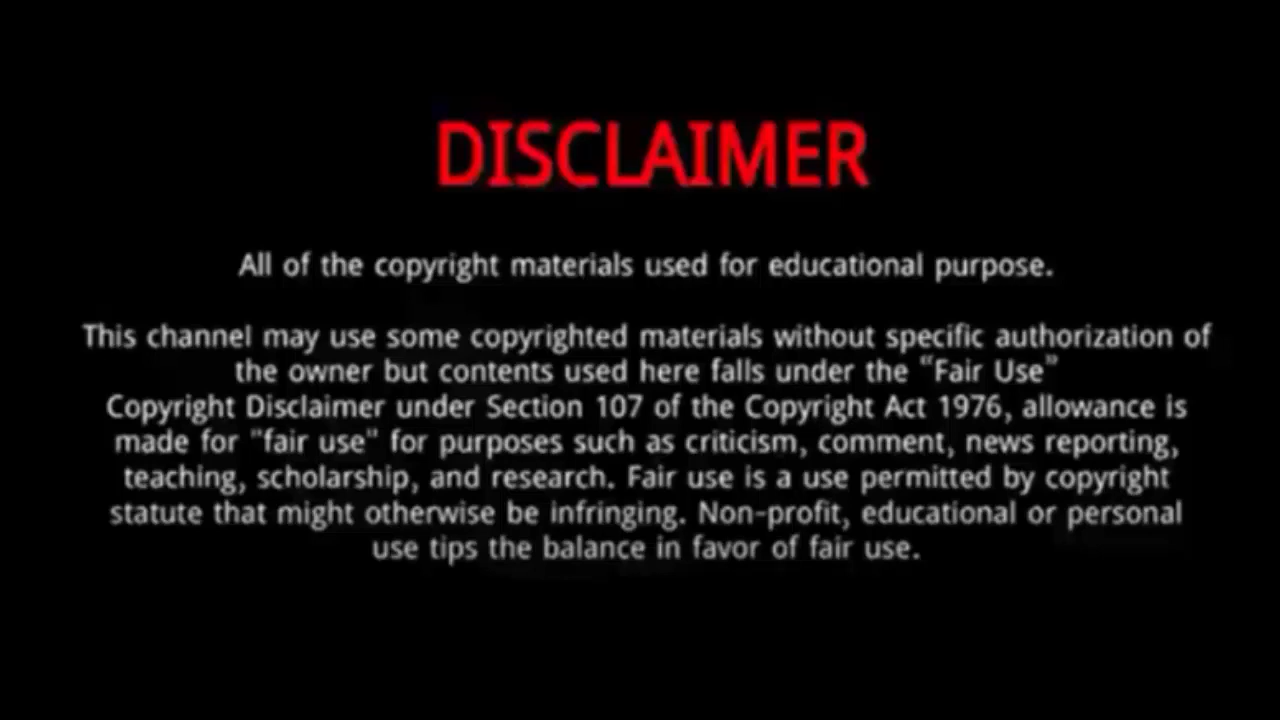 DISCLAIMER
All of the copyright materials used for educational purpose.
This channel may use some copyrighted materials without specific authorization of
the owner but contents used here falls under the “Fair Use”
Copyright Disclaimer under Section 107 of the Copyright Act 1976, allowance is
made for "fair use" for purposes such as criticism, comment, news reporting,
teaching, scholarship, and research. Fair use is a use permitted by copyright
statute that might otherwise be infringing. Non-profit, educational or personal
use tips the balance in favor of fair use.